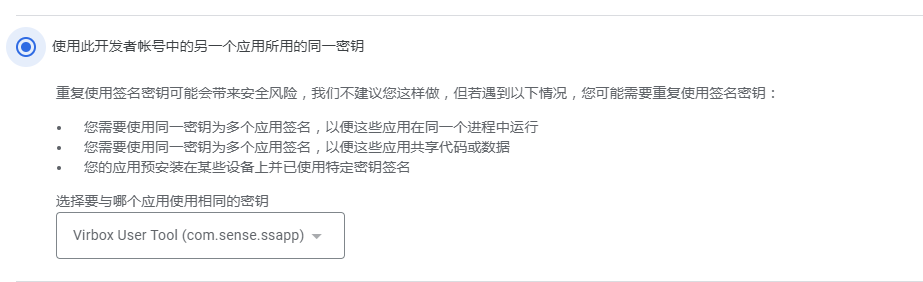 使用此开发者帐号中的另一个应用所用的同一密钥
重复使用签名密钥可能会带来安全风险，我们不建议您这样做，但若遇到以下情况，您可能需要重复使用签名密钥：
• 您需要使用同一密钥为多个应用签名，以便这些应用在同一个进程中运行
• 您需要使用同一密钥为多个应用签名，以便这些应用共享代码或数据
• 您的应用预安装在某些设备上并已使用特定密钥签名
选择要与哪个应用使用相同的密钥
Virbox User Tool (com.sense.ssapp)